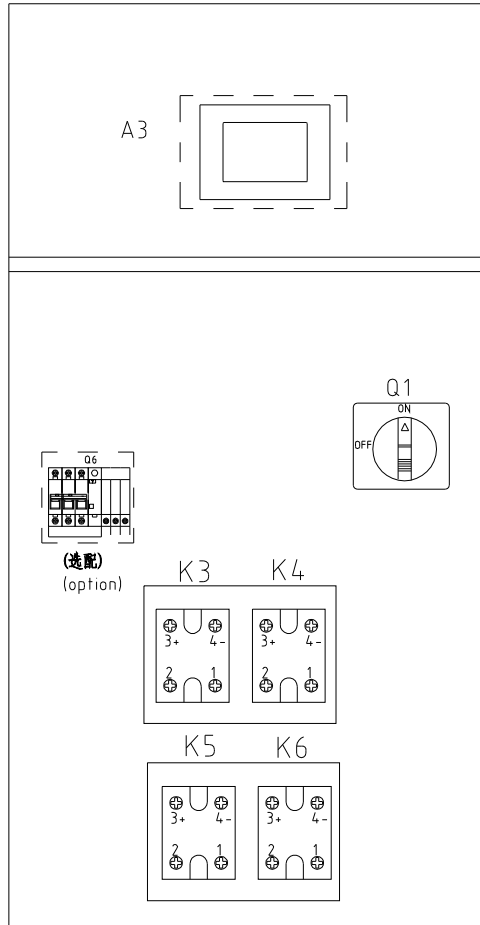 A3
Q1
ON
OFF
Q6
(选配)
(option)
K3 K4
3+ 4- 3+ 4-
2 1 2 1
K5 K6
3+ 4- 3+ 4-
2 1 2 1